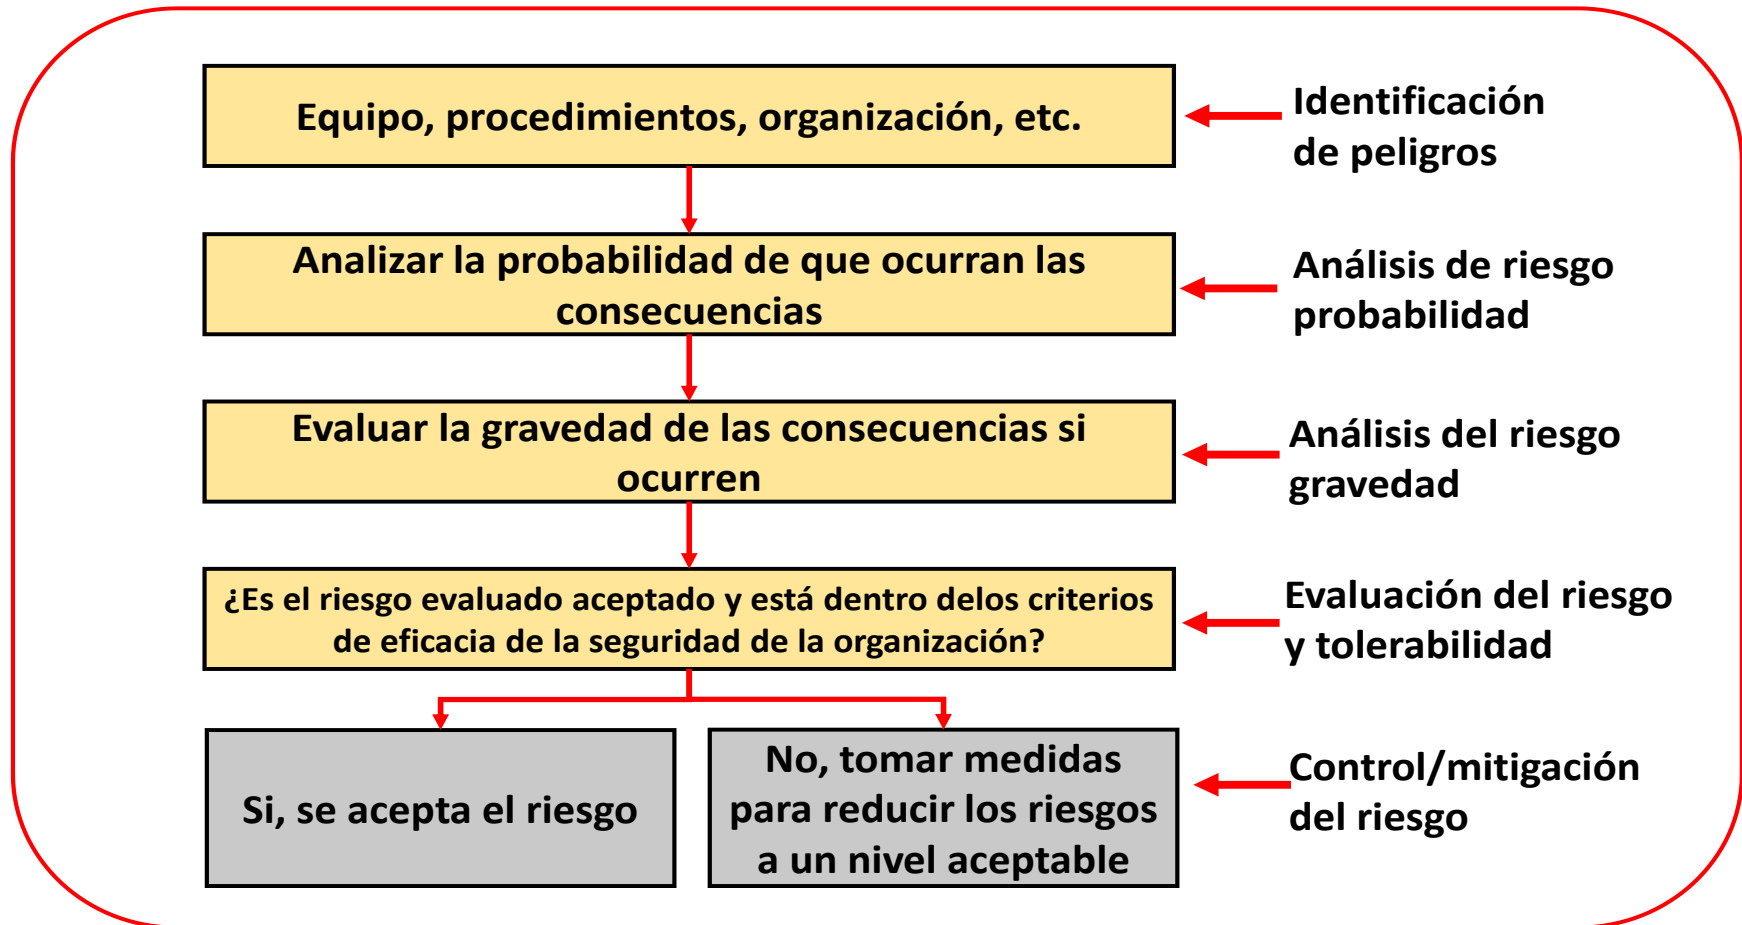 Equipo, procedimientos, organización, etc.
Identificación
de peligros
Analizar la probabilidad de que ocurran las
consecuencias
Análisis de riesgo
probabilidad
Evaluar la gravedad de las consecuencias si
ocurren
Análisis del riesgo
gravedad
¿Es el riesgo evaluado aceptado y está dentro delos criterios
de eficacia de la seguridad de la organización?
Evaluación del riesgo
y tolerabilidad
Si, se acepta el riesgo
No, tomar medidas
para reducir los riesgos
a un nivel aceptable
Control/mitigación
del riesgo